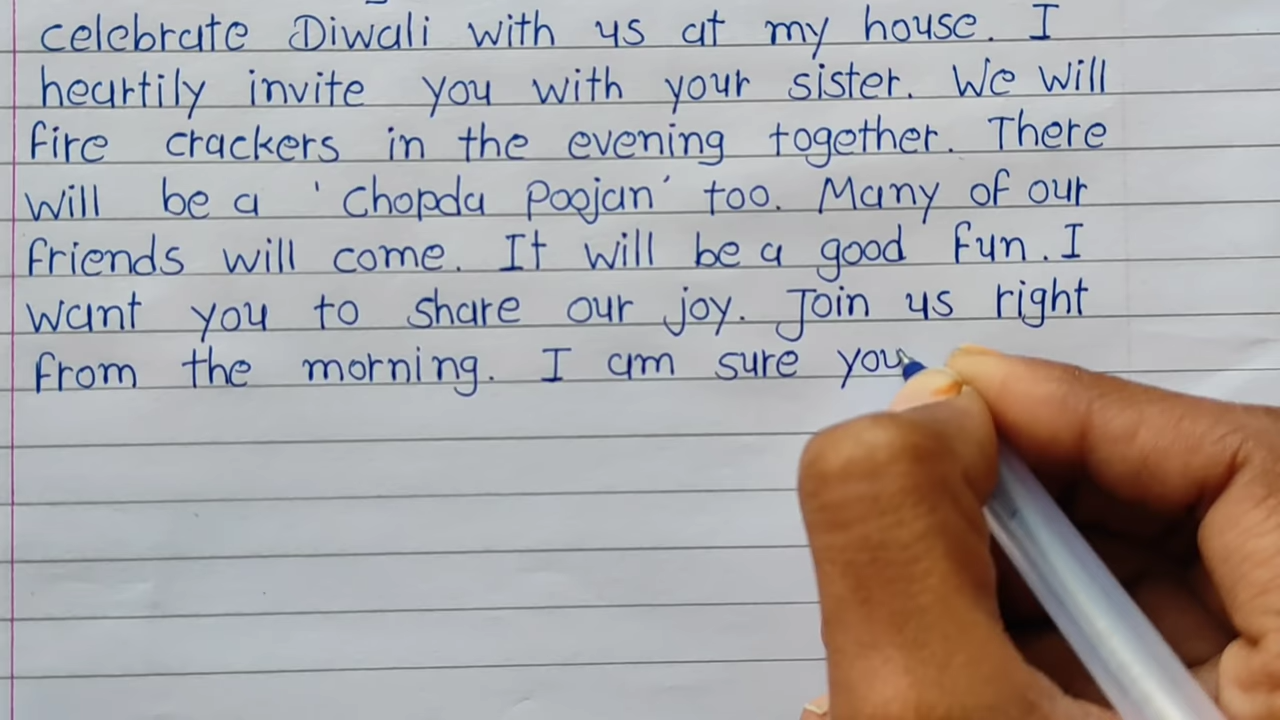 celebrate Diwali with us at my house. I
heartily invite you with your sister. We will
fire crackers in the evening together. There
will be a 'Chopda Poojan' too. Many of our
friends will come. It will be a good fun. I
want you to share our joy. Join us right
from the morning. I am sure you